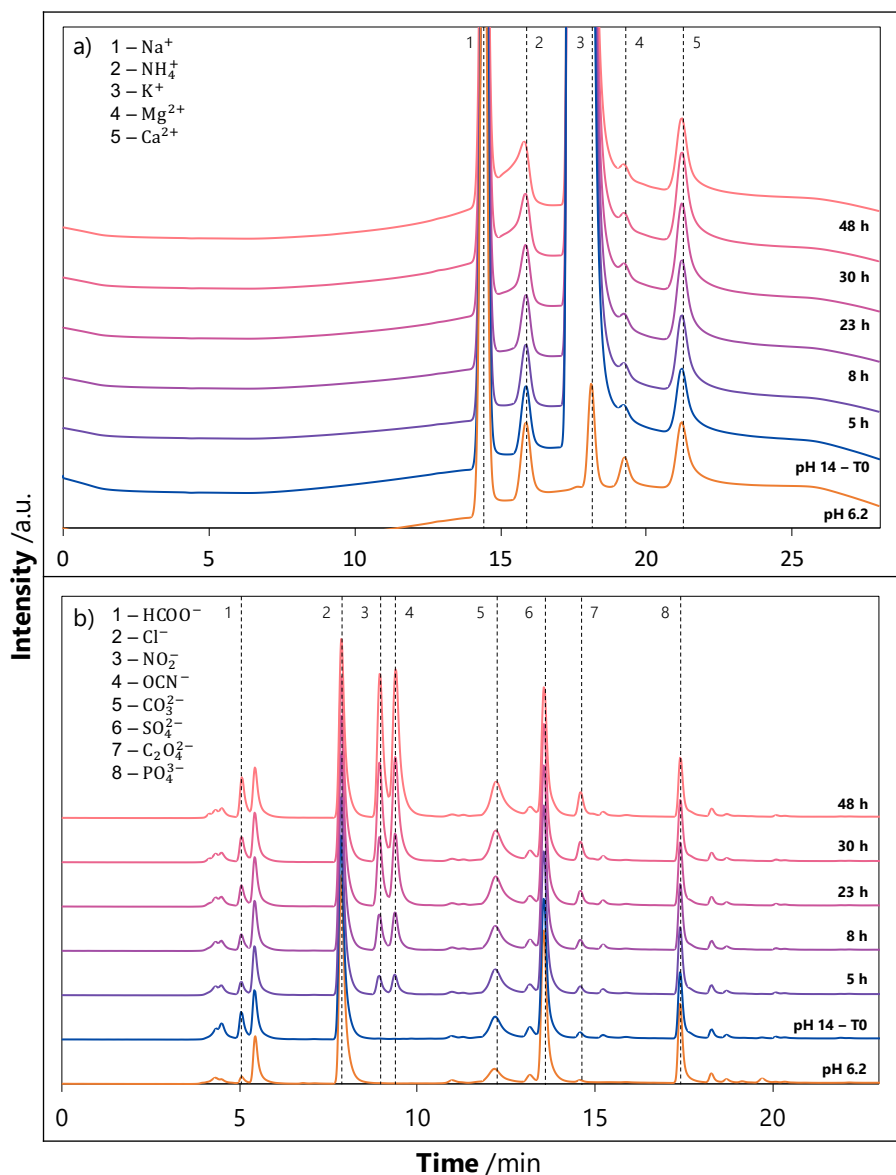 a)
1 – Na⁺
2 – NH₄⁺
3 – K⁺
4 – Mg²⁺
5 – Ca²⁺
1 2 3 4 5
48 h
30 h
23 h
8 h
5 h
pH 14 – T0
pH 6.2
0 5 10 15 20 25
Intensity /a.u.
b)
1 – HCOO⁻
2 – Cl⁻
3 – NO₂⁻
4 – OCN⁻
5 – CO₃²⁻
6 – SO₄²⁻
7 – C₂O₄²⁻
8 – PO₄³⁻
1 2 3 4 5 6 7 8
48 h
30 h
23 h
8 h
5 h
pH 14 – T0
pH 6.2
0 5 10 15 20
Time /min